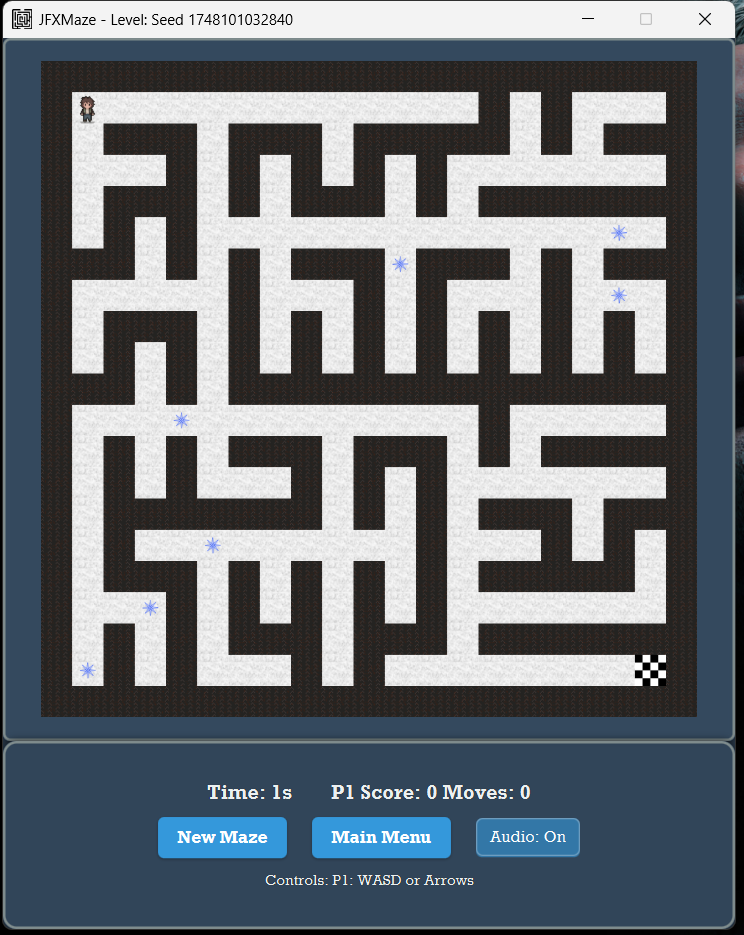 JFXMaze - Level: Seed 1748101032840
Time: 1s P1 Score: 0 Moves: 0
New Maze Main Menu Audio: On
Controls: P1: WASD or Arrows